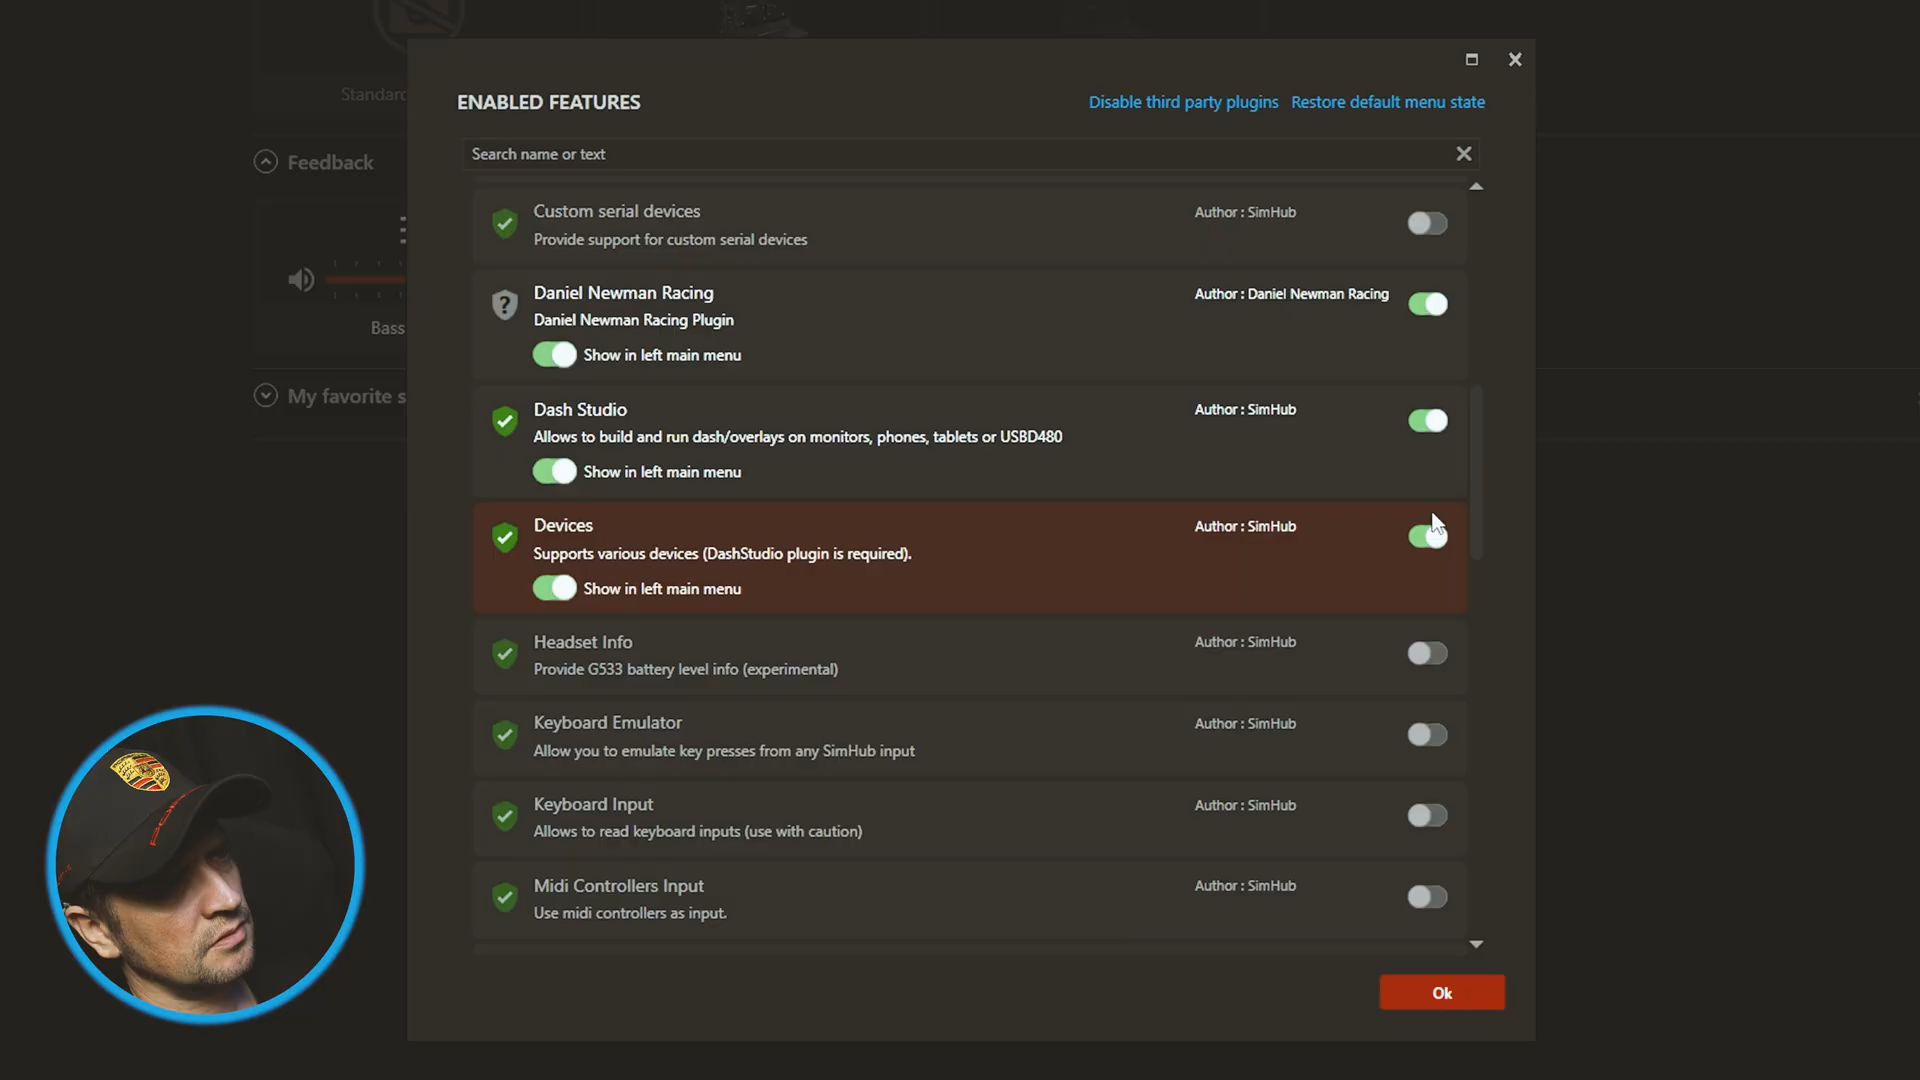 Standard
Feedback
Bass
My favorite s
ENABLED FEATURES
Disable third party plugins
Restore default menu state
Search name or text
Custom serial devices
Author : SimHub
Provide support for custom serial devices
Daniel Newman Racing
Author : Daniel Newman Racing
Daniel Newman Racing Plugin
Show in left main menu
Dash Studio
Author : SimHub
Allows to build and run dash/overlays on monitors, phones, tablets or USBD480
Show in left main menu
Devices
Author : SimHub
Supports various devices (DashStudio plugin is required).
Show in left main menu
Headset Info
Author : SimHub
Provide G533 battery level info (experimental)
Keyboard Emulator
Author : SimHub
Allow you to emulate key presses from any SimHub input
Keyboard Input
Author : SimHub
Allows to read keyboard inputs (use with caution)
Midi Controllers Input
Author : SimHub
Use midi controllers as input.
Ok